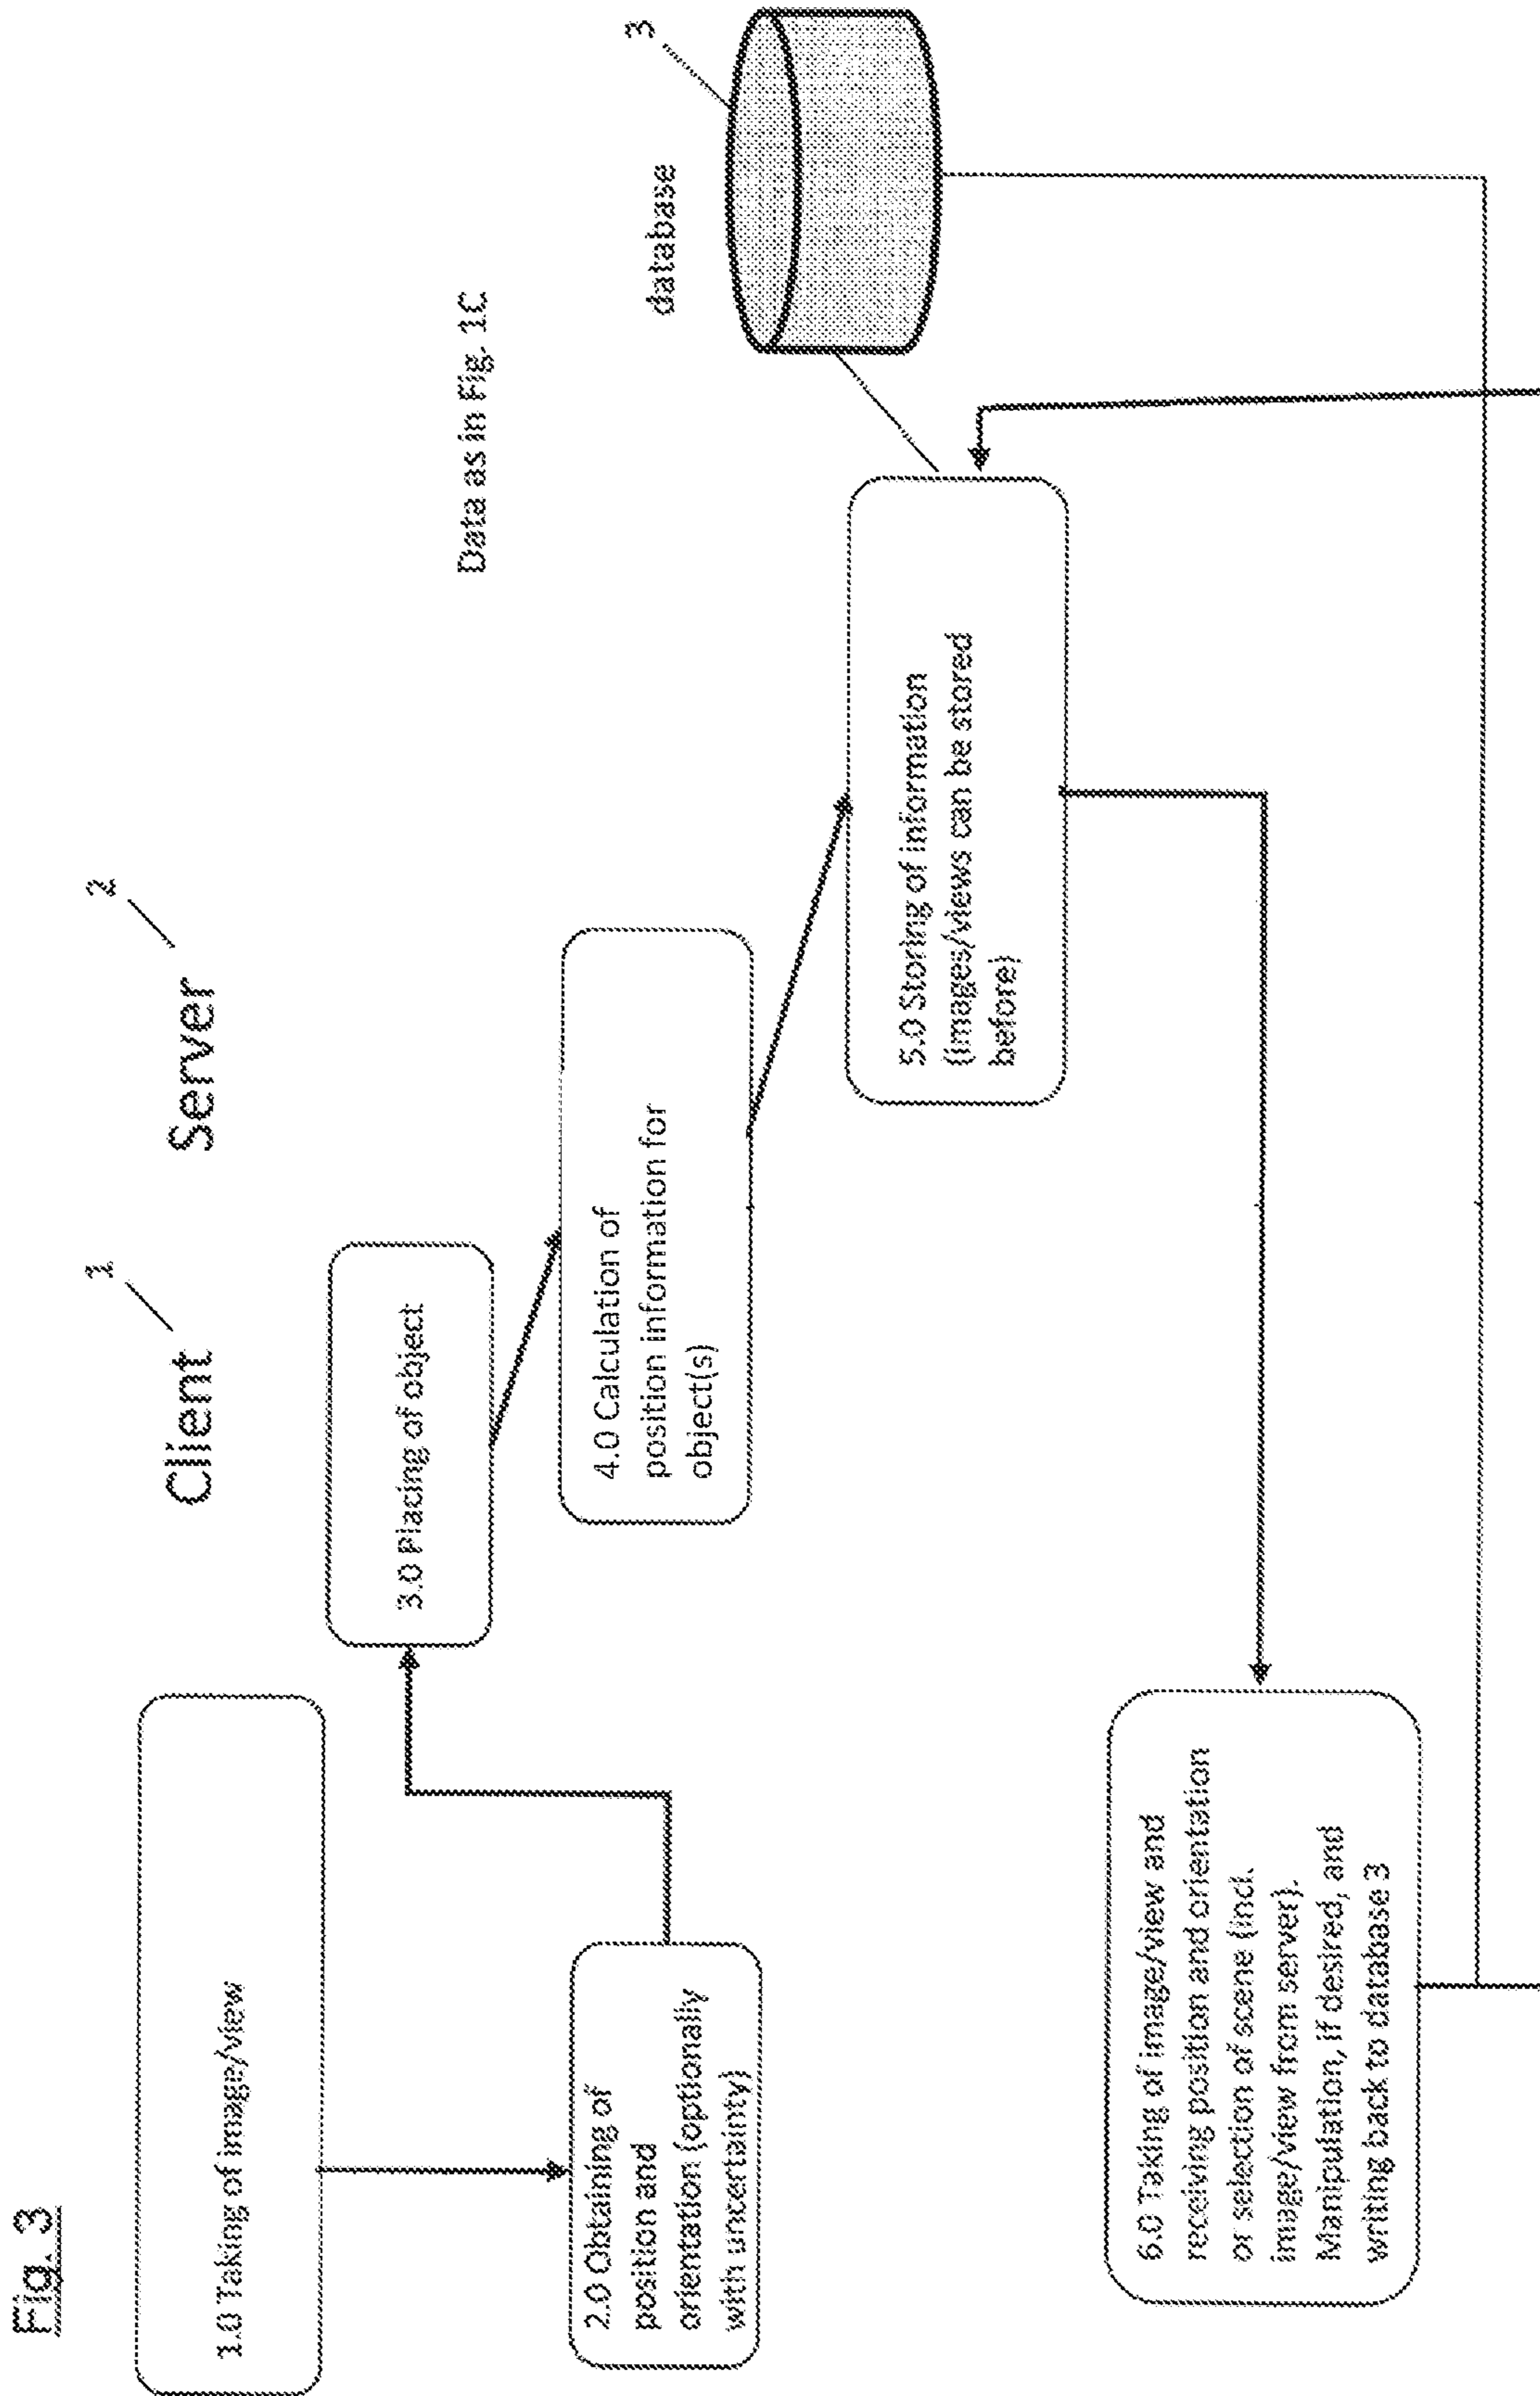 Fig. 3
Client
1
Server
2
1.0 Taking of image/view
3.0 Placing of object
Data as in Fig. 1C
2.0 Obtaining of
position and
orientation (optionally
with uncertainty)
4.0 Calculation of
position information for
object(s)
database
3
5.0 Storing of information
(images/views can be stored
before)
6.0 Taking of image/view and
receiving position and orientation
or selection of scene (incl.
image/view from server).
Manipulation, if desired, and
writing back to database 3